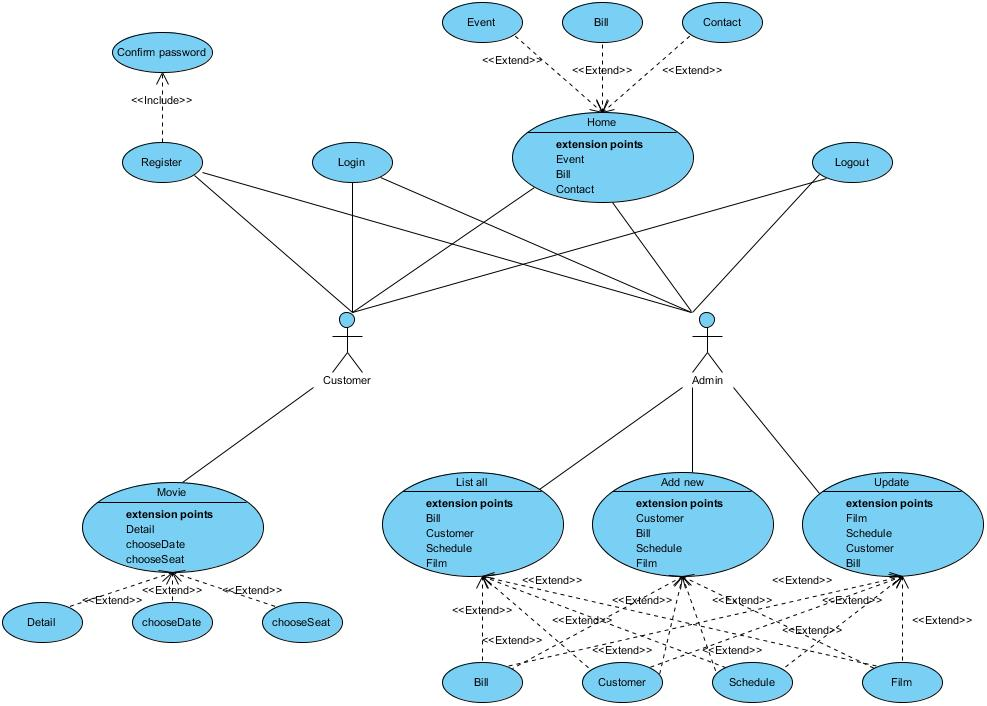 Event
Bill
Contact
Confirm password
<<Extend>>
<<Extend>>
<<Extend>>
<<Include>>
Home
extension points
Event
Bill
Contact
Register
Login
Logout
Customer
Admin
Movie
extension points
Detail
chooseDate
chooseSeat
List all
extension points
Bill
Customer
Schedule
Film
Add new
extension points
Customer
Bill
Schedule
Film
Update
extension points
Film
Schedule
Customer
Bill
<<Extend>>
<<Extend>>
<<Extend>>
Detail
chooseDate
chooseSeat
<<Extend>>
<<Extend>>
<<Extend>>
<<Extend>>
<<Extend>>
<<Extend>>
<<Extend>>
<<Extend>>
<<Extend>>
<<Extend>>
<<Extend>>
<<Extend>>
Bill
Customer
Schedule
Film